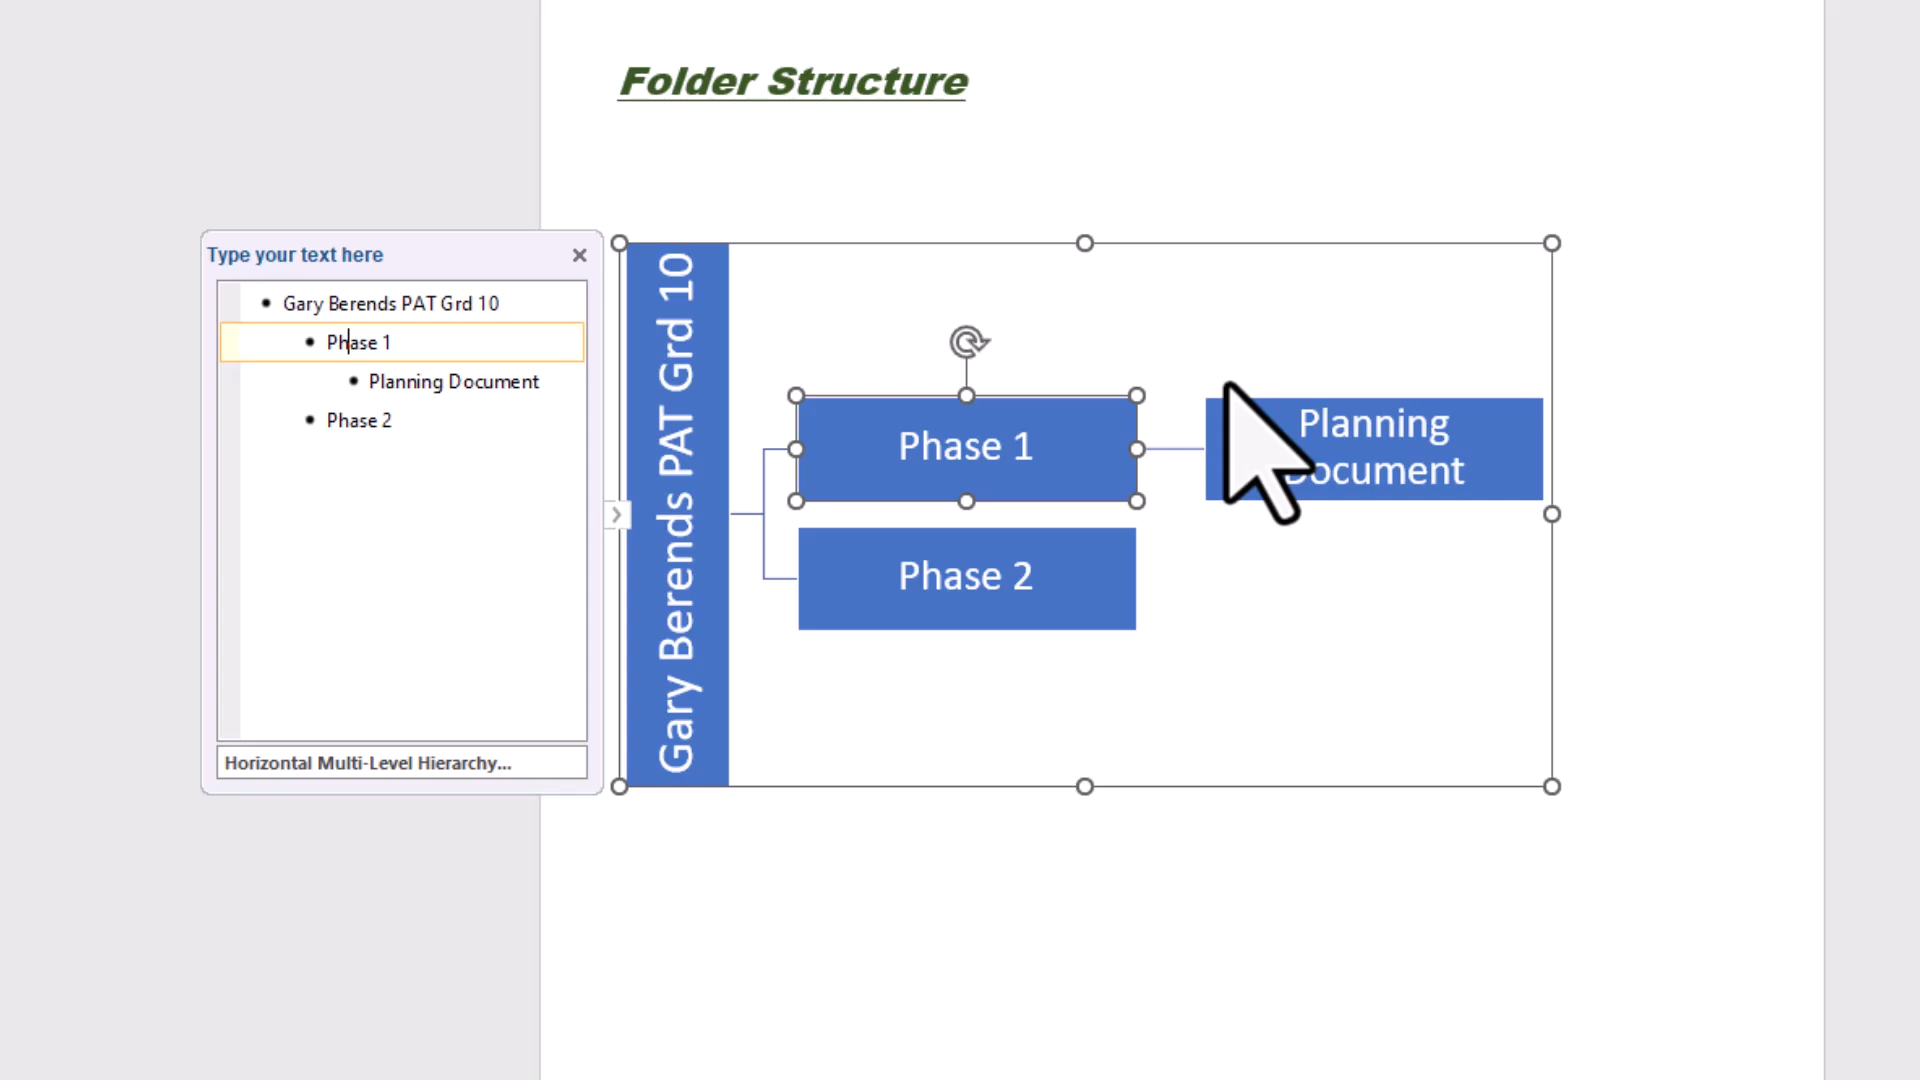 Folder Structure
Type your text here
Gary Berends PAT Grd 10
Phase 1
Planning Document
Phase 2
Horizontal Multi-Level Hierarchy...
Gary Berends PAT Grd 10
Phase 1
Planning
Document
Phase 2